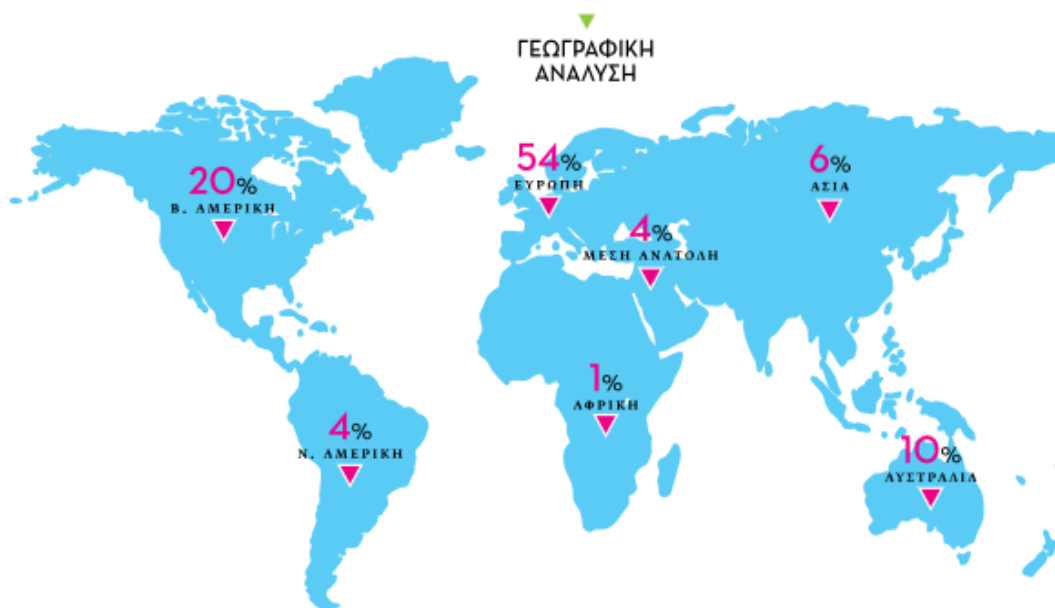 ΓΕΩΓΡΑΦΙΚΗ
ΑΝΑΛΥΣΗ
20%
Β. ΑΜΕΡΙΚΗ
54%
ΕΥΡΩΠΗ
6%
ΑΣΙΑ
4%
ΜΕΣΗ ΑΝΑΤΟΛΗ
1%
ΑΦΡΙΚΗ
4%
Ν. ΑΜΕΡΙΚΗ
10%
ΑΥΣΤΡΑΛΙΑ